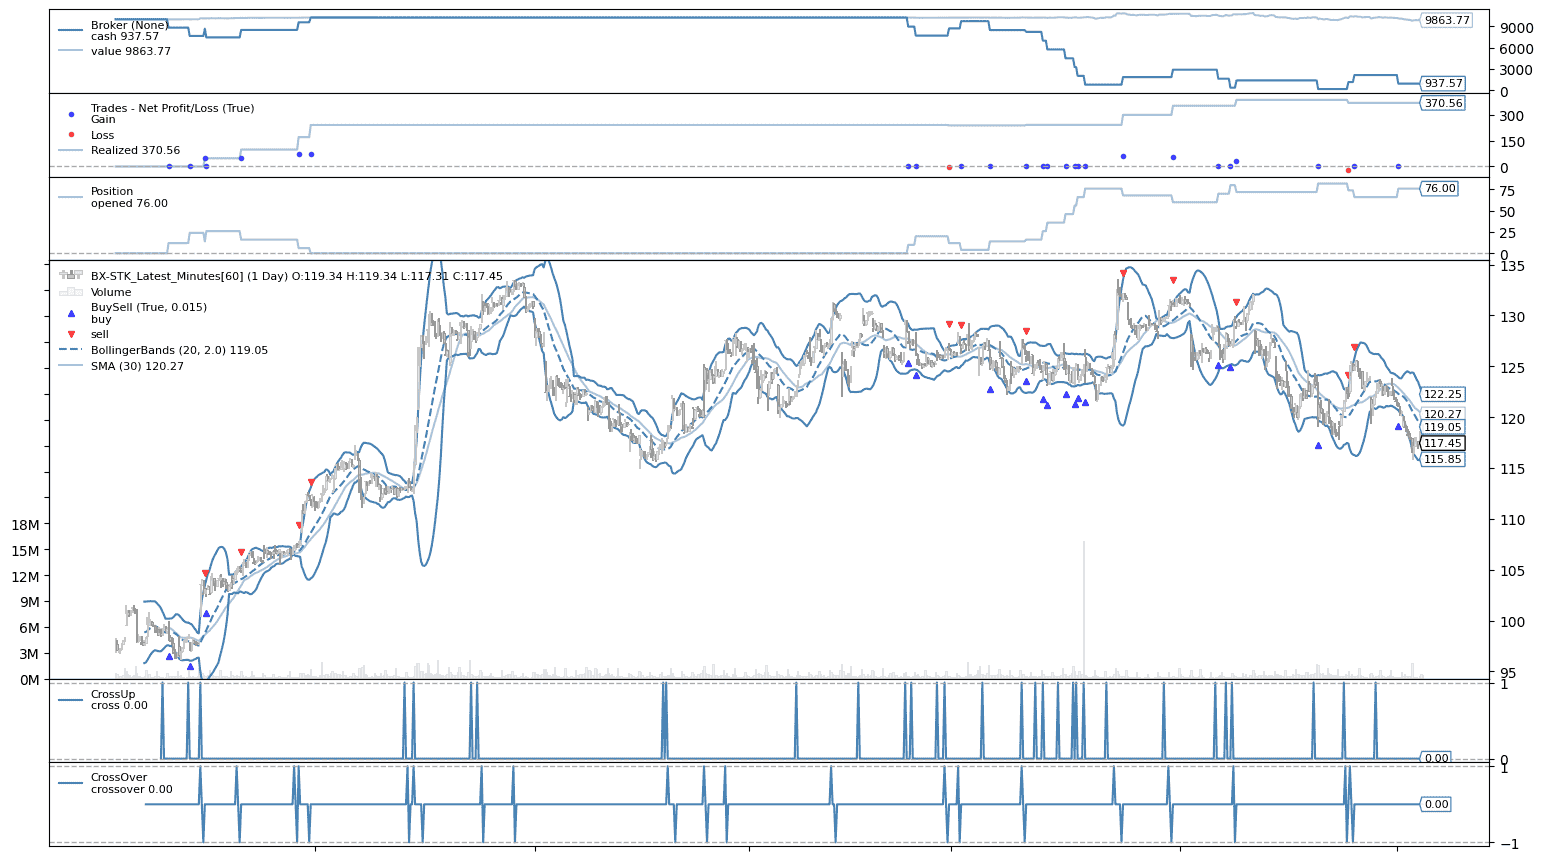 Broker (None)
cash 937.57
value 9863.77
9863.77
937.57
9000
6000
3000
0
Trades - Net Profit/Loss (True)
Gain
Loss
Realized 370.56
370.56
300
150
0
Position
opened 76.00
76.00
75
50
25
0
BX-STK_Latest_Minutes[60] (1 Day) O:119.34 H:119.34 L:117.31 C:117.45
Volume
BuySell (True, 0.015)
buy
sell
BollingerBands (20, 2.0) 119.05
SMA (30) 120.27
135
130
125
120
115
110
105
100
95
122.25
120.27
119.05
117.45
115.85
18M
15M
12M
9M
6M
3M
0M
CrossUp
cross 0.00
1
0
0.00
CrossOver
crossover 0.00
1
0.00
−1